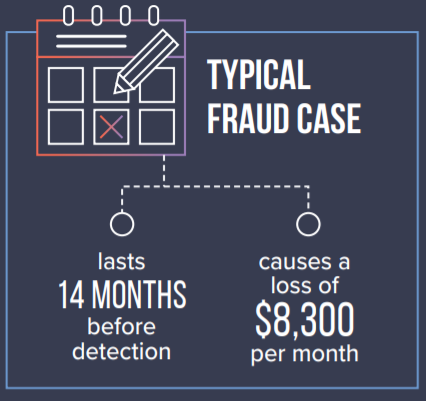 TYPICAL
FRAUD CASE
lasts
14 MONTHS
before
detection
causes a
loss of
$8,300
per month